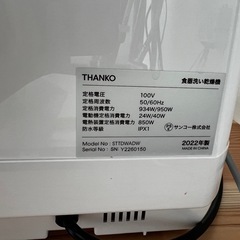 THANKO 食器洗い乾燥機
定格電圧 100V
定格周波数 50/60Hz
定格消費電力 934W/950W
電動機定格消費電力 24W/40W
電熱装置定格消費電力 850W
防水等級 IPX1
サンコー株式会社
Model No : STTDWADW
Serial No : SN Y2260150
2022年製
MADE IN CHINA